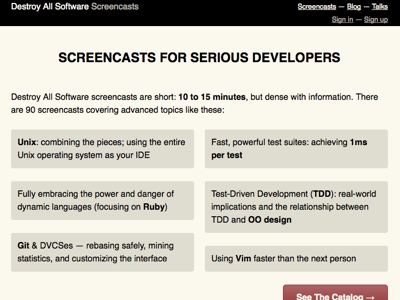 Destroy All Software Screencasts
Screencasts — Blog — Talks
Sign in — Sign up
SCREENCASTS FOR SERIOUS DEVELOPERS
Destroy All Software screencasts are short: 10 to 15 minutes, but dense with information. There
are 90 screencasts covering advanced topics like these:
Unix: combining the pieces; using the entire
Unix operating system as your IDE
Fast, powerful test suites: achieving 1ms
per test
Fully embracing the power and danger of
dynamic languages (focusing on Ruby)
Test-Driven Development (TDD): real-world
implications and the relationship between
TDD and OO design
Git & DVCSes — rebasing safely, mining
statistics, and customizing the interface
Using Vim faster than the next person
See The Catalog →